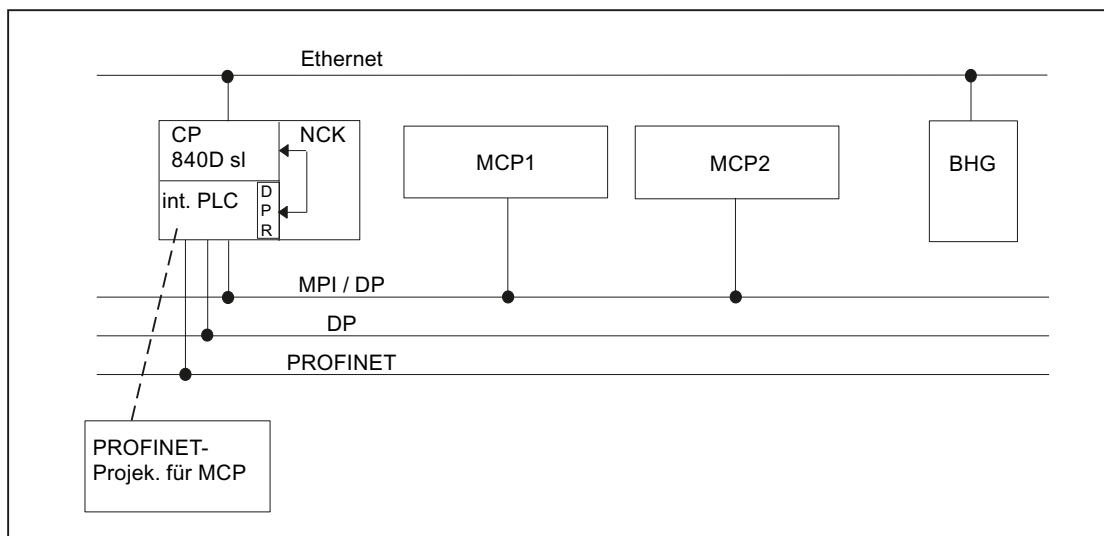 Ethernet
CP
840D sl
NCK
int. PLC
D
P
R
MCP1
MCP2
BHG
MPI / DP
DP
PROFINET
PROFINET-
Projek. für MCP